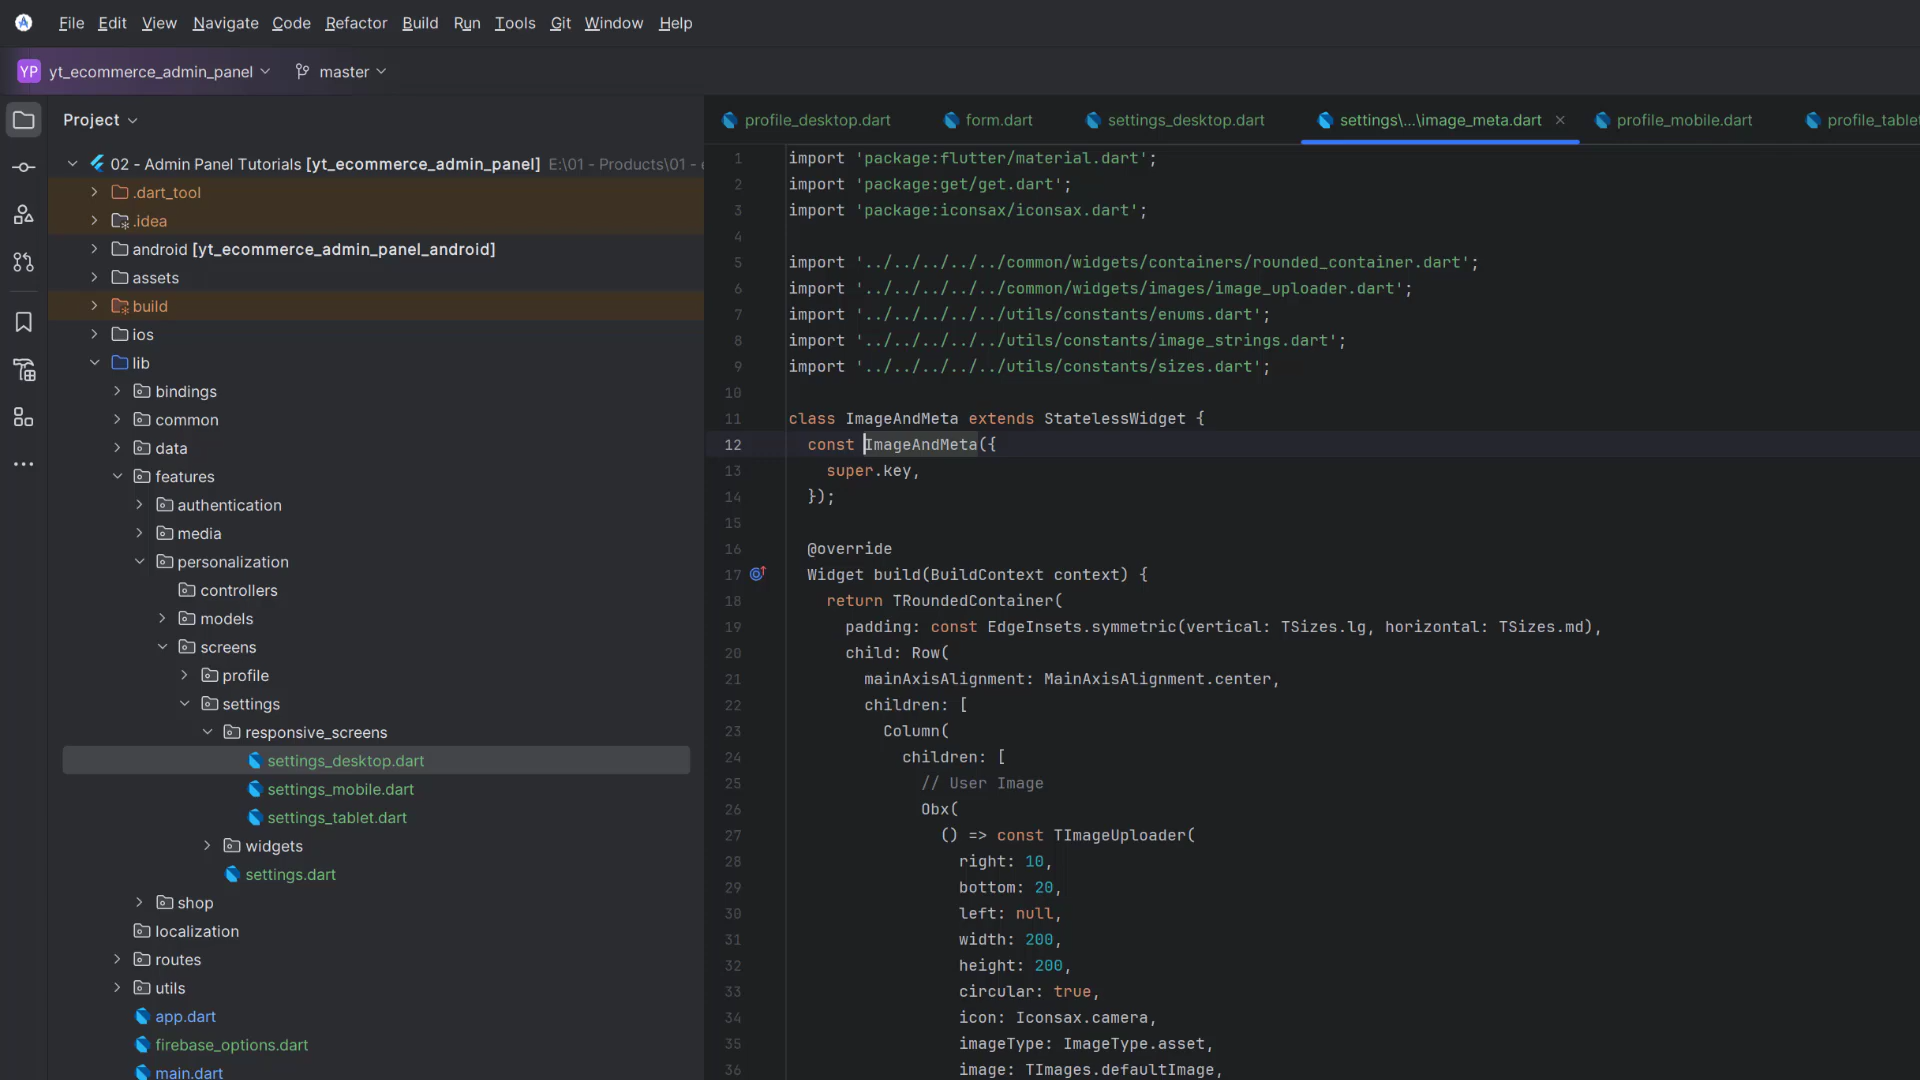 File Edit View Navigate Code Refactor Build Run Tools Git Window Help
YP yt_ecommerce_admin_panel master
Project
02 - Admin Panel Tutorials [yt_ecommerce_admin_panel] E:\01 - Products\01 -
.dart_tool
.idea
android [yt_ecommerce_admin_panel_android]
assets
build
ios
lib
bindings
common
data
features
authentication
media
personalization
controllers
models
screens
profile
settings
responsive_screens
settings_desktop.dart
settings_mobile.dart
settings_tablet.dart
widgets
settings.dart
shop
localization
routes
utils
app.dart
firebase_options.dart
main.dart
profile_desktop.dart form.dart settings_desktop.dart settings\...\image_meta.dart profile_mobile.dart profile_tablet
1 import 'package:flutter/material.dart';
2 import 'package:get/get.dart';
3 import 'package:iconsax/iconsax.dart';
4
5 import '../../../../../common/widgets/containers/rounded_container.dart';
6 import '../../../../../common/widgets/images/image_uploader.dart';
7 import '../../../../../utils/constants/enums.dart';
8 import '../../../../../utils/constants/image_strings.dart';
9 import '../../../../../utils/constants/sizes.dart';
10
11 class ImageAndMeta extends StatelessWidget {
12 const ImageAndMeta({
13 super.key,
14 });
15
16 @override
17 Widget build(BuildContext context) {
18 return TRoundedContainer(
19 padding: const EdgeInsets.symmetric(vertical: TSizes.lg, horizontal: TSizes.md),
20 child: Row(
21 mainAxisAlignment: MainAxisAlignment.center,
22 children: [
23 Column(
24 children: [
25 // User Image
26 Obx(
27 () => const TImageUploader(
28 right: 10,
29 bottom: 20,
30 left: null,
31 width: 200,
32 height: 200,
33 circular: true,
34 icon: Iconsax.camera,
35 imageType: ImageType.asset,
36 image: TImages.defaultImage,